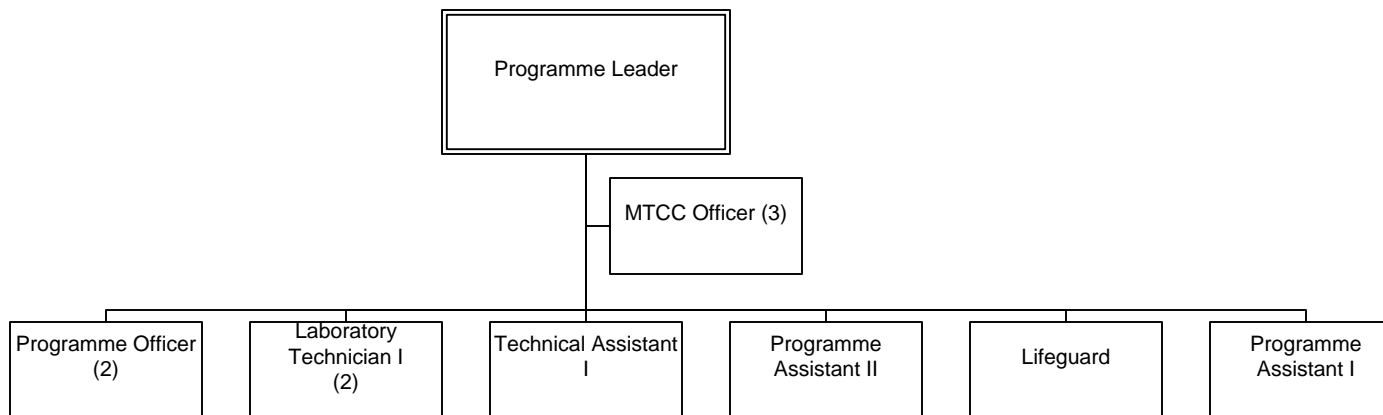 Programme Leader
MTCC Officer (3)
Programme Officer
(2)
Laboratory
Technician I
(2)
Technical Assistant
I
Programme
Assistant II
Lifeguard
Programme
Assistant I